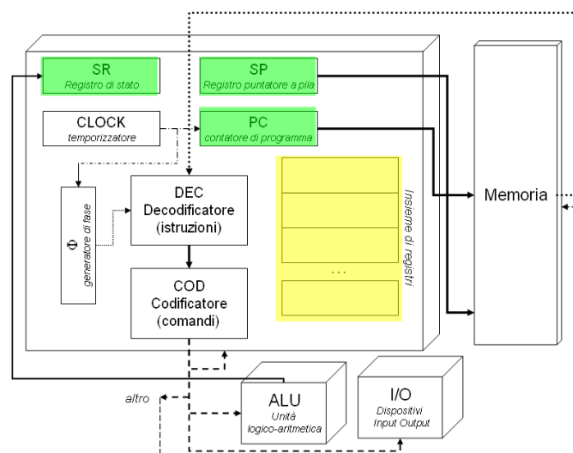 SR
Registro di stato
SP
Registro puntatore a pila
CLOCK
temporizzatore
PC
contatore di programma
Φ
generatore di fase
DEC
Decodificatore
(istruzioni)
Insieme di registri
...
Memoria
COD
Codificatore
(comandi)
altro
ALU
Unità
logico-aritmetica
I/O
Dispositivi
Input Output